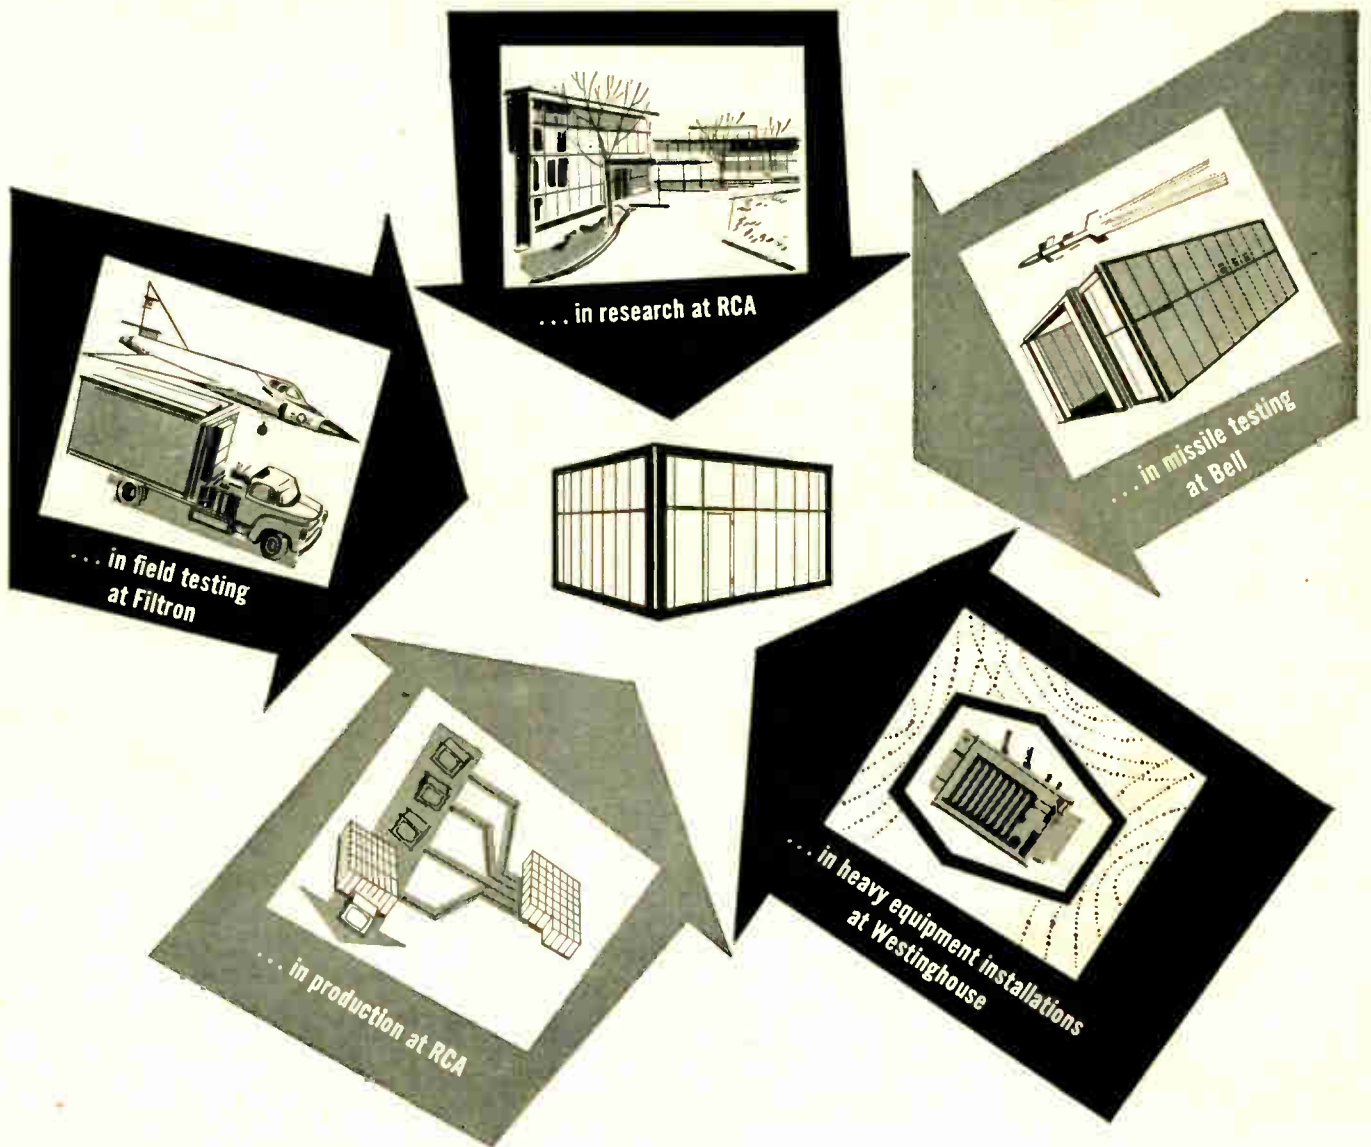 ... in research at RCA
... in missile testing
at Bell
... in field testing
at Filtron
... in heavy equipment installations
at Westinghouse
... in production at RCA